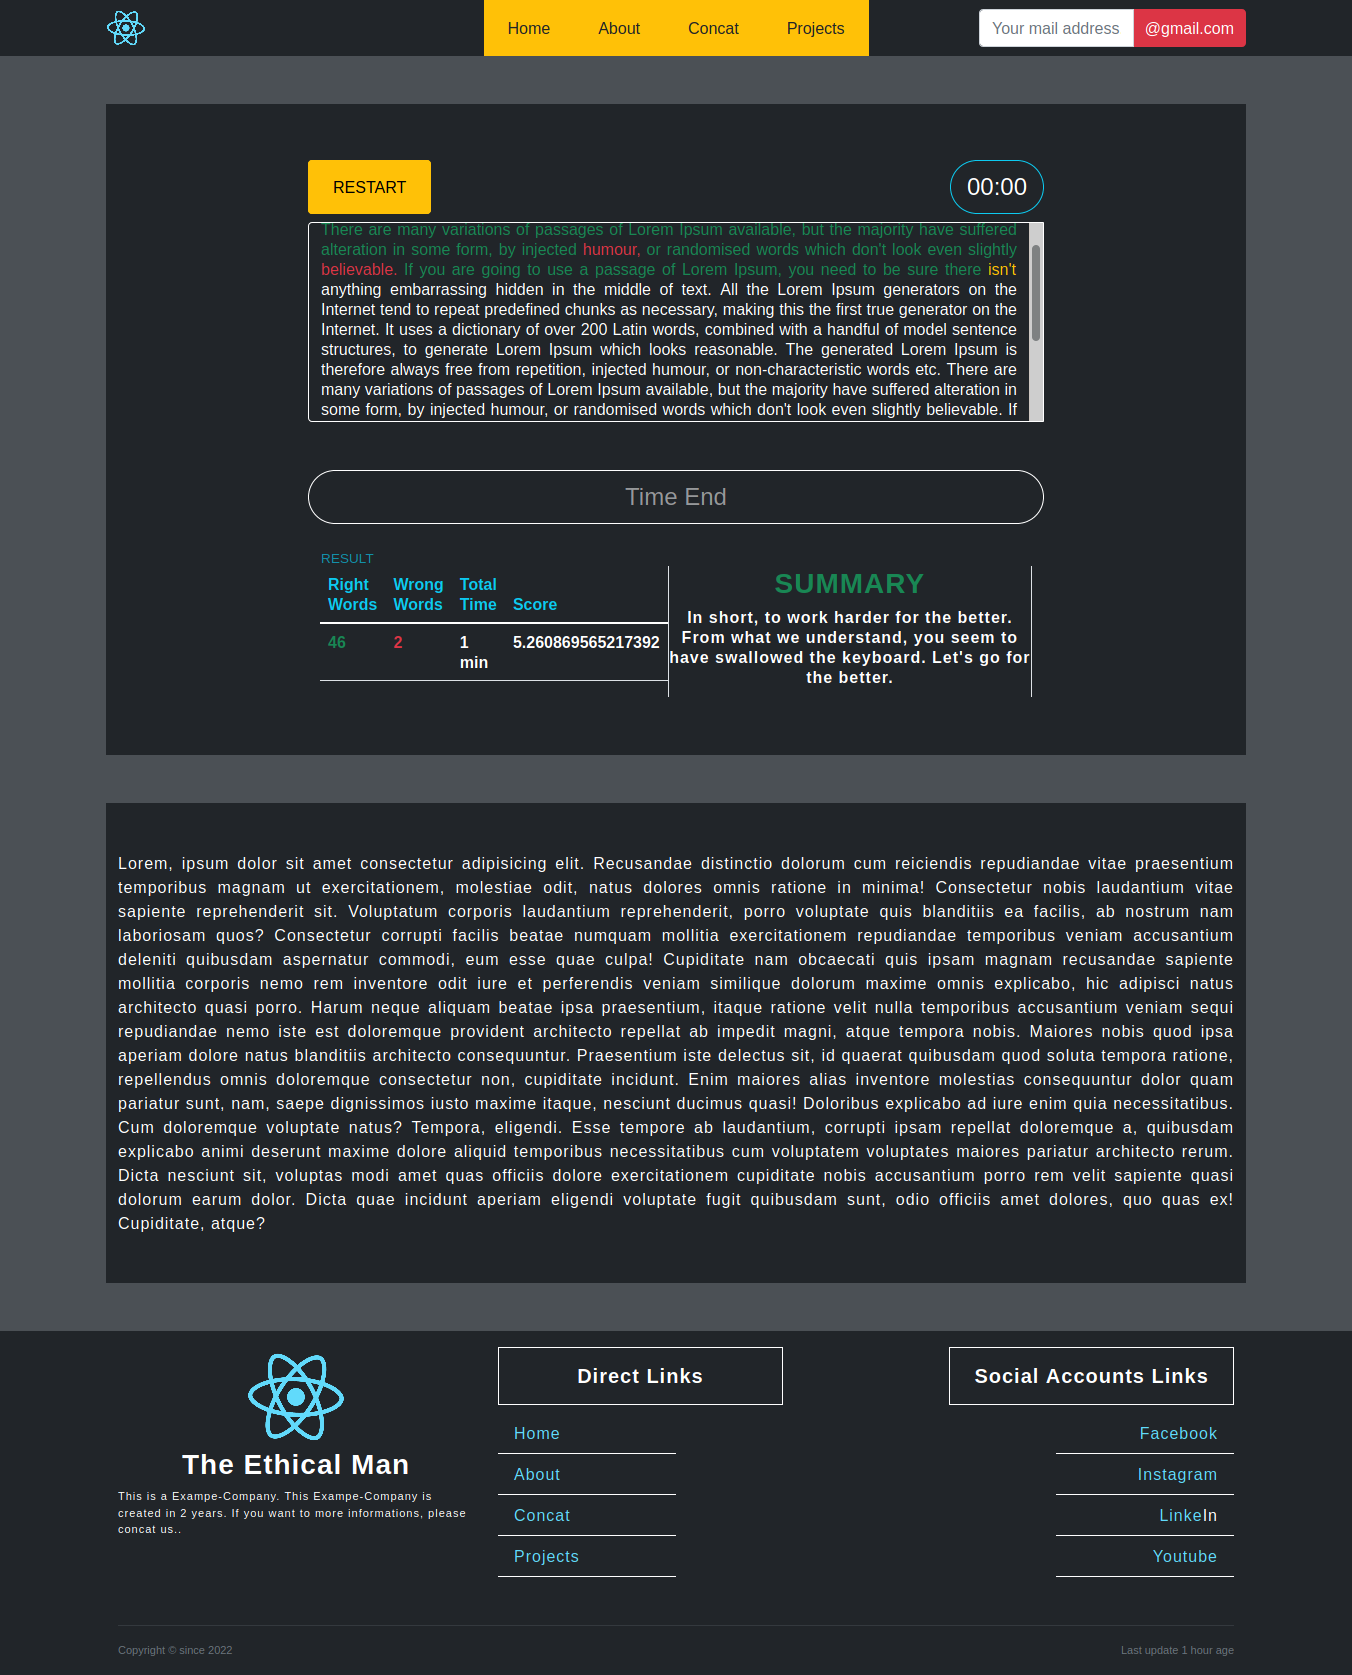 Home About Concat Projects Your mail address @gmail.com
RESTART 00:00
There are many variations of passages of Lorem Ipsum available, but the majority have suffered
alteration in some form, by injected humour, or randomised words which don't look even slightly
believable. If you are going to use a passage of Lorem Ipsum, you need to be sure there isn't
anything embarrassing hidden in the middle of text. All the Lorem Ipsum generators on the
Internet tend to repeat predefined chunks as necessary, making this the first true generator on the
Internet. It uses a dictionary of over 200 Latin words, combined with a handful of model sentence
structures, to generate Lorem Ipsum which looks reasonable. The generated Lorem Ipsum is
therefore always free from repetition, injected humour, or non-characteristic words etc. There are
many variations of passages of Lorem Ipsum available, but the majority have suffered alteration in
some form, by injected humour, or randomised words which don't look even slightly believable. If
Time End
RESULT
Right Words Wrong Words Total Time Score
46 2 1 min 5.260869565217392
SUMMARY
In short, to work harder for the better.
From what we understand, you seem to
have swallowed the keyboard. Let's go for
the better.
Lorem, ipsum dolor sit amet consectetur adipisicing elit. Recusandae distinctio dolorum cum reiciendis repudiandae vitae praesentium
temporibus magnam ut exercitationem, molestiae odit, natus dolores omnis ratione in minima! Consectetur nobis laudantium vitae
sapiente reprehenderit sit. Voluptatum corporis laudantium reprehenderit, porro voluptate quis blanditiis ea facilis, ab nostrum nam
laboriosam quos? Consectetur corrupti facilis beatae numquam mollitia exercitationem repudiandae temporibus veniam accusantium
deleniti quibusdam aspernatur commodi, eum esse quae culpa! Cupiditate nam obcaecati quis ipsam magnam recusandae sapiente
mollitia corporis nemo rem inventore odit iure et perferendis veniam similique dolorum maxime omnis explicabo, hic adipisci natus
architecto quasi porro. Harum neque aliquam beatae ipsa praesentium, itaque ratione velit nulla temporibus accusantium veniam sequi
repudiandae nemo iste est doloremque provident architecto repellat ab impedit magni, atque tempora nobis. Maiores nobis quod ipsa
aperiam dolore natus blanditiis architecto consequuntur. Praesentium iste delectus sit, id quaerat quibusdam quod soluta tempora ratione,
repellendus omnis doloremque consectetur non, cupiditate incidunt. Enim maiores alias inventore molestias consequuntur dolor quam
pariatur sunt, nam, saepe dignissimos iusto maxime itaque, nesciunt ducimus quasi! Doloribus explicabo ad iure enim quia necessitatibus.
Cum doloremque voluptate natus? Tempora, eligendi. Esse tempore ab laudantium, corrupti ipsam repellat doloremque a, quibusdam
explicabo animi deserunt maxime dolore aliquid temporibus necessitatibus cum voluptatem voluptates maiores pariatur architecto rerum.
Dicta nesciunt sit, voluptas modi amet quas officiis dolore exercitationem cupiditate nobis accusantium porro rem velit sapiente quasi
dolorum earum dolor. Dicta quae incidunt aperiam eligendi voluptate fugit quibusdam sunt, odio officiis amet dolores, quo quas ex!
Cupiditate, atque?
The Ethical Man
This is a Exampe-Company. This Exampe-Company is
created in 2 years. If you want to more informations, please
concat us..
Direct Links
Home
About
Concat
Projects
Social Accounts Links
Facebook
Instagram
LinkeIn
Youtube
Copyright © since 2022 Last update 1 hour age